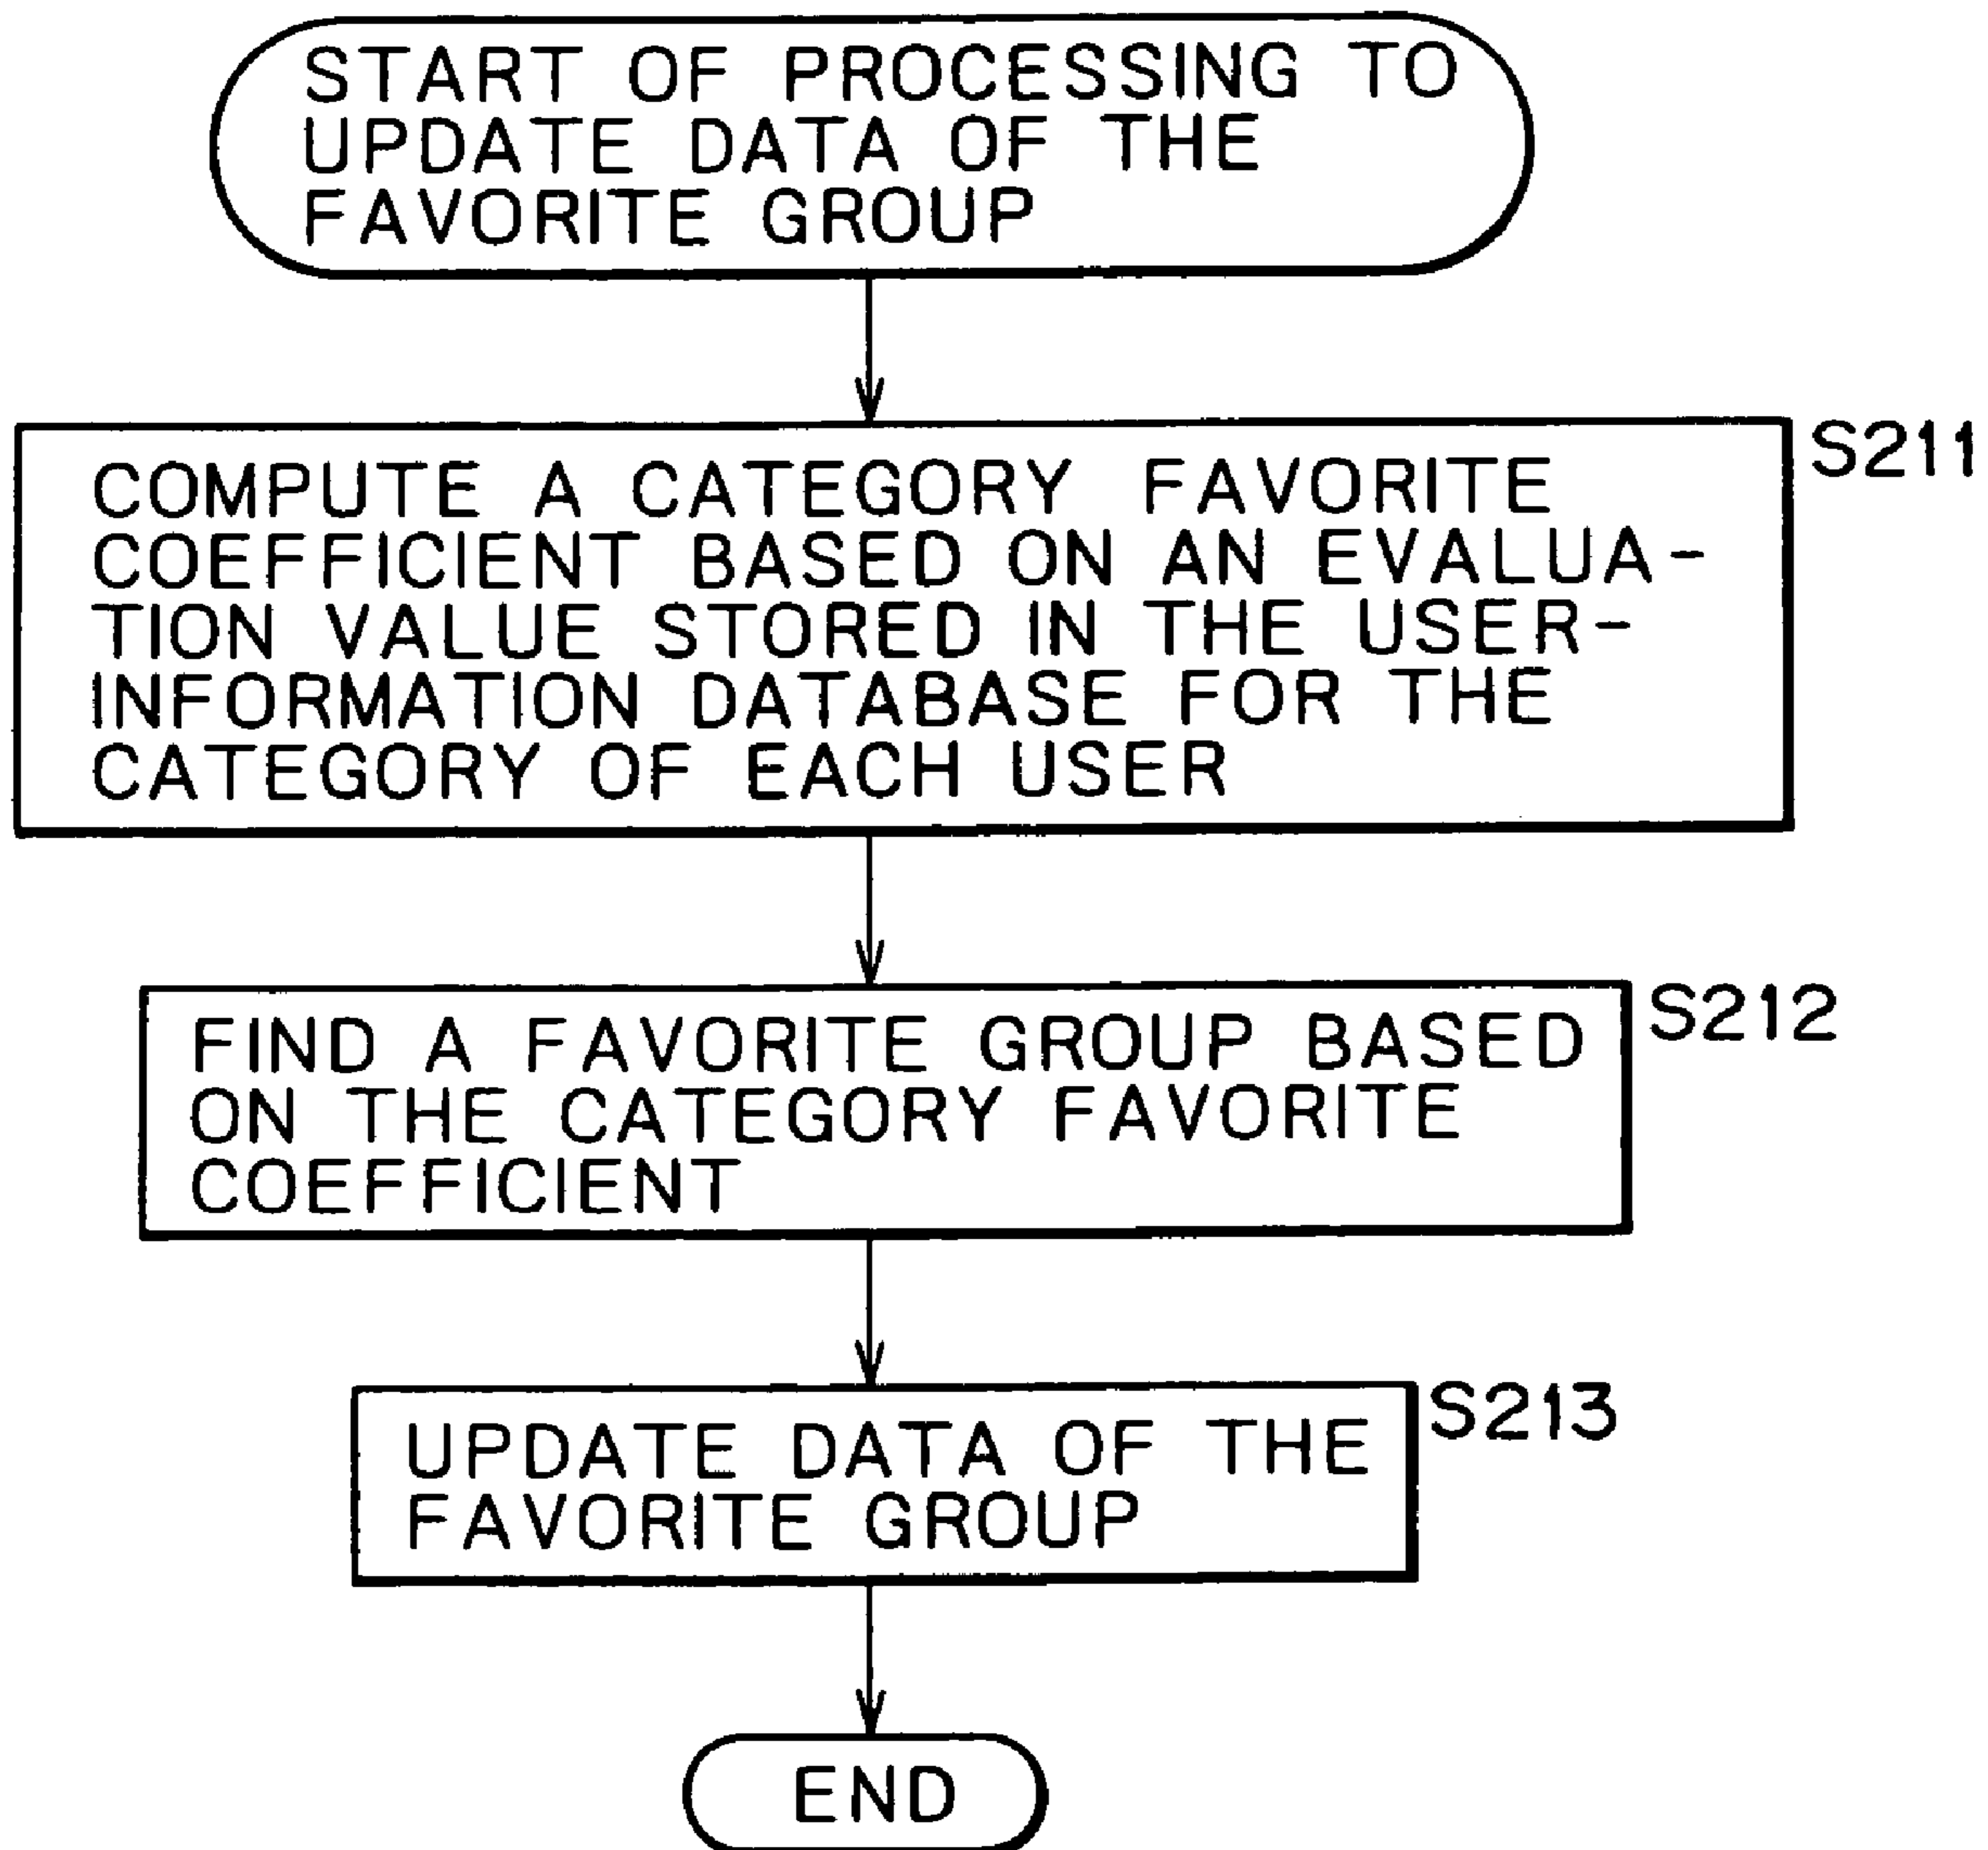 START OF PROCESSING TO
UPDATE DATA OF THE
FAVORITE GROUP
S211
COMPUTE A CATEGORY FAVORITE
COEFFICIENT BASED ON AN EVALUA-
TION VALUE STORED IN THE USER-
INFORMATION DATABASE FOR THE
CATEGORY OF EACH USER
S212
FIND A FAVORITE GROUP BASED
ON THE CATEGORY FAVORITE
COEFFICIENT
S213
UPDATE DATA OF THE
FAVORITE GROUP
END